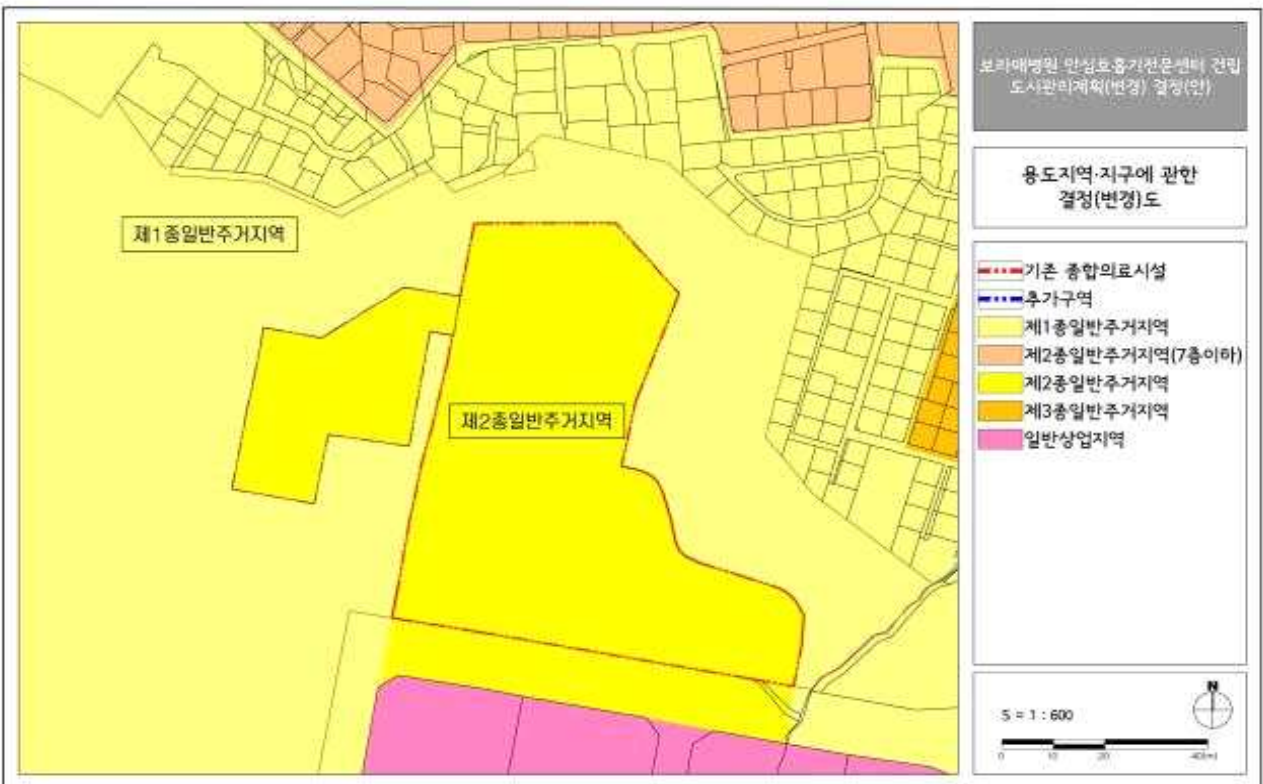 보라매병원 안심호흡기전문센터 건립
도시관리계획(변경) 결정(안)
용도지역·지구에 관한
결정(변경)도
제1종일반주거지역
제2종일반주거지역
기존 종합의료시설
추가구역
제1종일반주거지역
제2종일반주거지역(7층이하)
제2종일반주거지역
제3종일반주거지역
일반상업지역
N
S = 1 : 600
0 10 20 40(m)